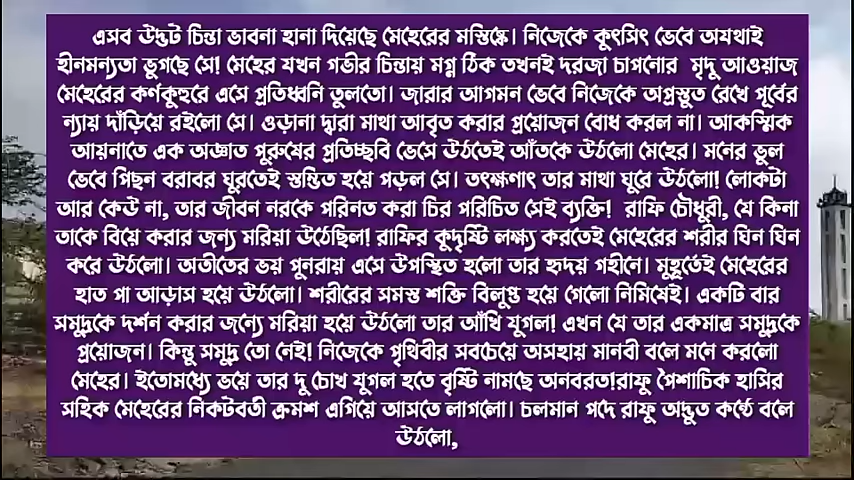 এসব উদ্ভট চিন্তা ভাবনা হানা দিয়েছে মেহেরের মস্তিষ্কে। নিজেকে কুৎসিৎ ভেবে অযথাই
হীনমন্যতা ভুগছে সে! মেহের যখন গভীর চিন্তায় মগ্ন ঠিক তখনই দরজা চাপনোর মৃদু আওয়াজ
মেহেরের কর্ণকুহুরে এসে প্রতিধ্বনি তুলতো। জারার আগমন ভেবে নিজেকে অপ্রস্তুত রেখে পূর্বের
ন্যায় দাঁড়িয়ে রইলো সে। ওড়ানা দ্বারা মাথা আবৃত করার প্রয়োজন বোধ করল না। আকস্মিক
আয়নাতে এক অজ্ঞাত পুরুষের প্রতিচ্ছবি ভেসে উঠতেই আঁতকে উঠলো মেহের। মনের ভুল
ভেবে পিছন বরাবর ঘুরতেই স্তম্ভিত হয়ে পড়ল সে। তৎক্ষণাৎ তার মাথা ঘুরে উঠলো! লোকটা
আর কেউ না, তার জীবন নরকে পরিনত করা চির পরিচিত সেই ব্যক্তি! রাফি চৌধুরী, যে কিনা
তাকে বিয়ে করার জন্য মরিয়া উঠেছিল! রাফির কুদৃষ্টি লক্ষ্য করতেই মেহেরের শরীর ঘিন ঘিন
করে উঠলো। অতীতের ভয় পুনরায় এসে উপস্থিত হলো তার হৃদয় গহীনে। মুহূর্তেই মেহেরের
হাত পা আড়াস হয়ে উঠলো। শরীরের সমস্ত শক্তি বিলুপ্ত হয়ে গেলো নিমিষেই। একটি বার
সমুদ্রকে দর্শন করার জন্যে মরিয়া হয়ে উঠলো তার আঁখি যুগল! এখন যে তার একমাত্র সমুদ্রকে
প্রয়োজন। কিন্তু সমুদ্র তো নেই! নিজেকে পৃথিবীর সবচেয়ে অসহায় মানবী বলে মনে করলো
মেহের। ইতোমধ্যে ভয়ে তার দু চোখ যুগল হতে বৃষ্টি নামছে অনবরত!রাফু পৈশাচিক হাসির
সহিক মেহেরের নিকটবর্তী ক্রমশ এগিয়ে আসতে লাগলো। চলমান পদে রাফু অদ্ভুত কন্ঠে বলে
উঠলো,